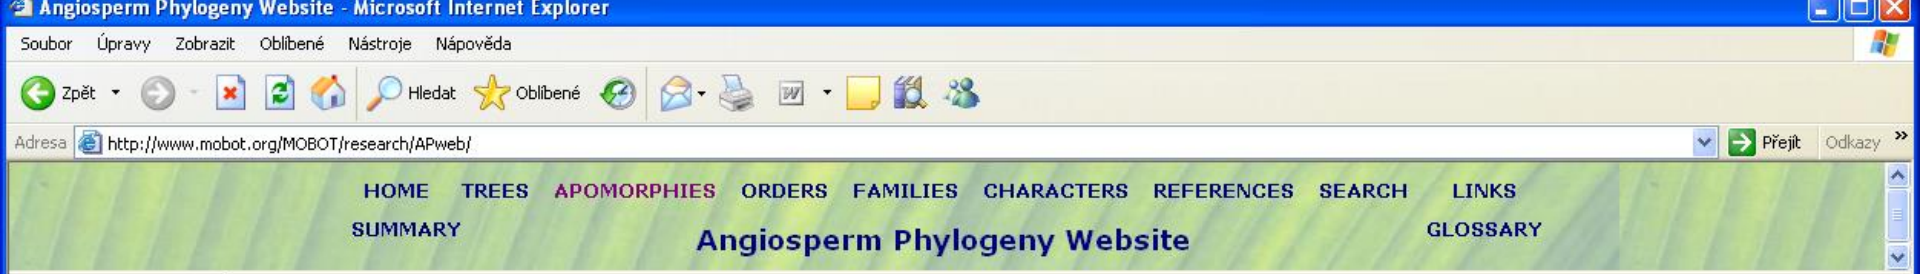 Angiosperm Phylogeny Website - Microsoft Internet Explorer
Soubor Úpravy Zobrazit Oblíbené Nástroje Nápověda
Zpět Hledat Oblíbené
Adresa http://www.mobot.org/MOBOT/research/APweb/ Přejít Odkazy »
HOME TREES APOMORPHIES ORDERS FAMILIES CHARACTERS REFERENCES SEARCH LINKS
SUMMARY GLOSSARY
Angiosperm Phylogeny Website